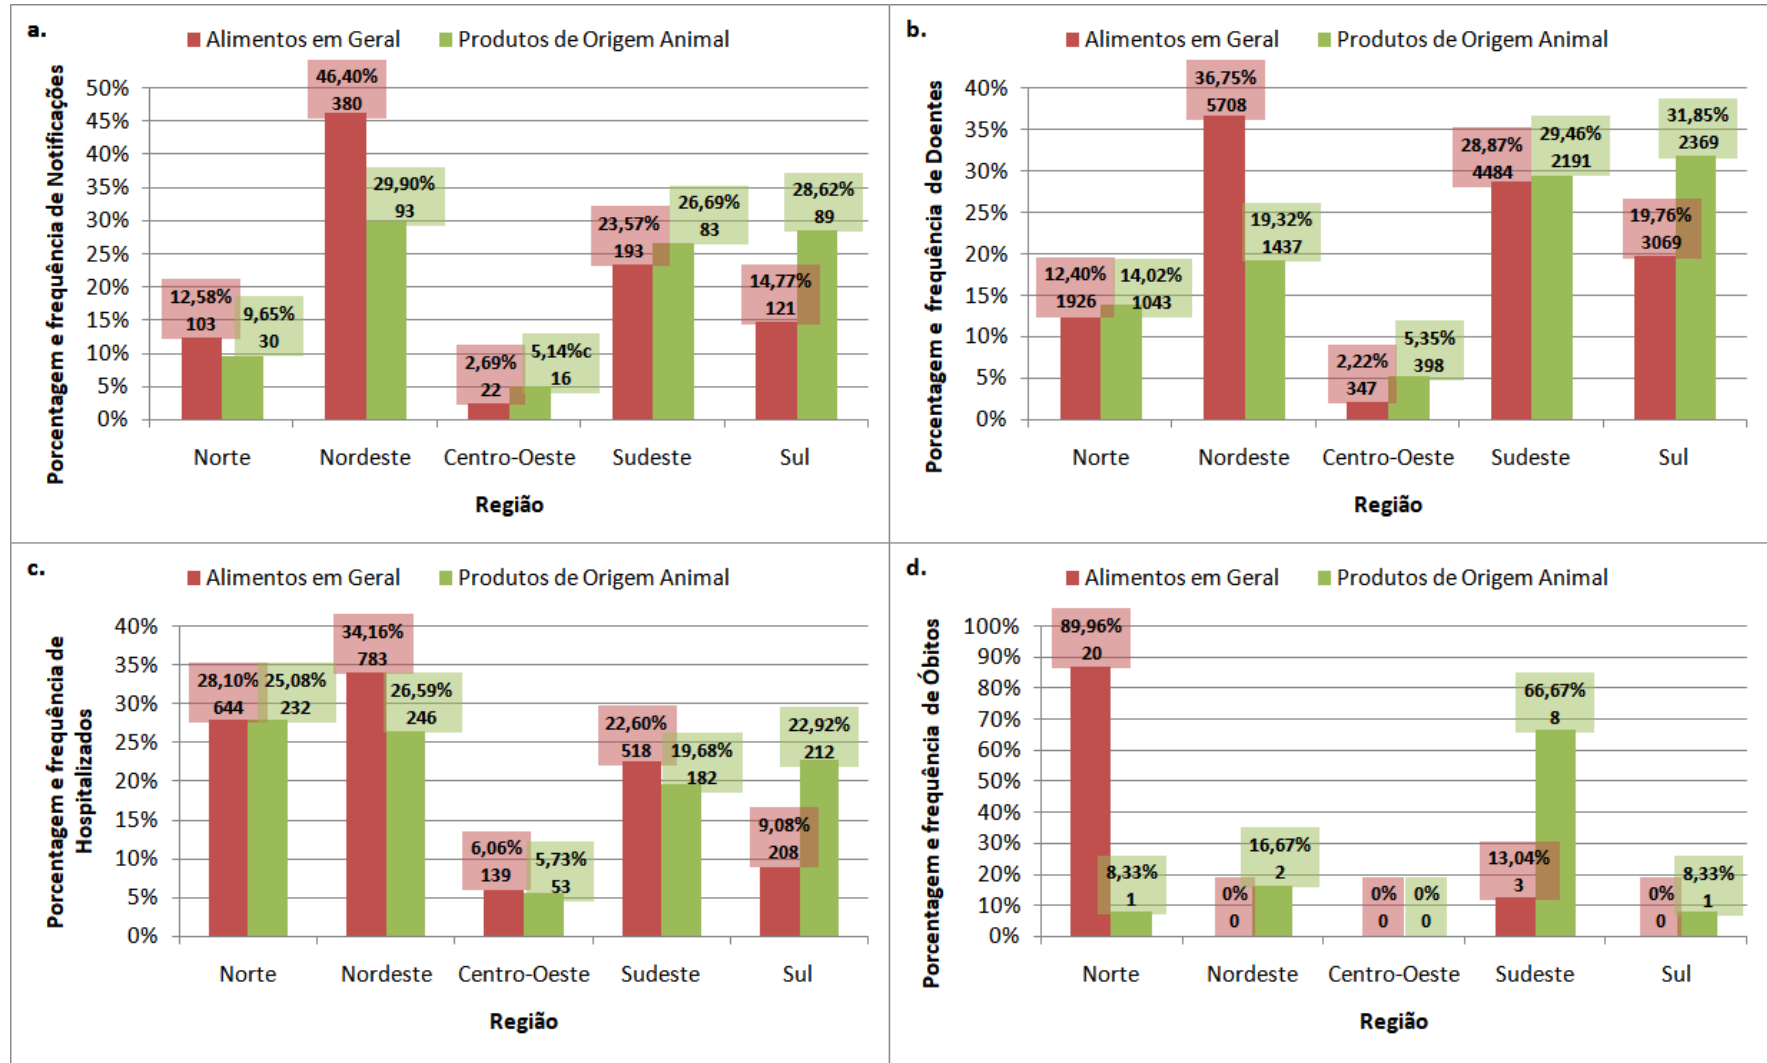 a.
Alimentos em Geral
Produtos de Origem Animal
Porcentagem e frequência de Notificações
50%
45%
40%
35%
30%
25%
20%
15%
10%
5%
0%
12,58%
103
9,65%
30
46,40%
380
29,90%
93
2,69%
22
5,14%c
16
23,57%
193
26,69%
83
14,77%
121
28,62%
89
Norte
Nordeste
Centro-Oeste
Sudeste
Sul
Região
b.
Alimentos em Geral
Produtos de Origem Animal
Porcentagem e frequência de Doentes
40%
35%
30%
25%
20%
15%
10%
5%
0%
12,40%
1926
14,02%
1043
36,75%
5708
19,32%
1437
2,22%
347
5,35%
398
28,87%
4484
29,46%
2191
19,76%
3069
31,85%
2369
Norte
Nordeste
Centro-Oeste
Sudeste
Sul
Região
c.
Alimentos em Geral
Produtos de Origem Animal
Porcentagem e frequência de
Hospitalizados
40%
35%
30%
25%
20%
15%
10%
5%
0%
28,10%
644
25,08%
232
34,16%
783
26,59%
246
6,06%
139
5,73%
53
22,60%
518
19,68%
182
9,08%
208
22,92%
212
Norte
Nordeste
Centro-Oeste
Sudeste
Sul
Região
d.
Alimentos em Geral
Produtos de Origem Animal
Porcentagem e frequência de Óbitos
100%
90%
80%
70%
60%
50%
40%
30%
20%
10%
0%
89,96%
20
8,33%
1
0%
0
16,67%
2
0%
0
0%
0
13,04%
3
66,67%
8
0%
0
8,33%
1
Norte
Nordeste
Centro-Oeste
Sudeste
Sul
Região